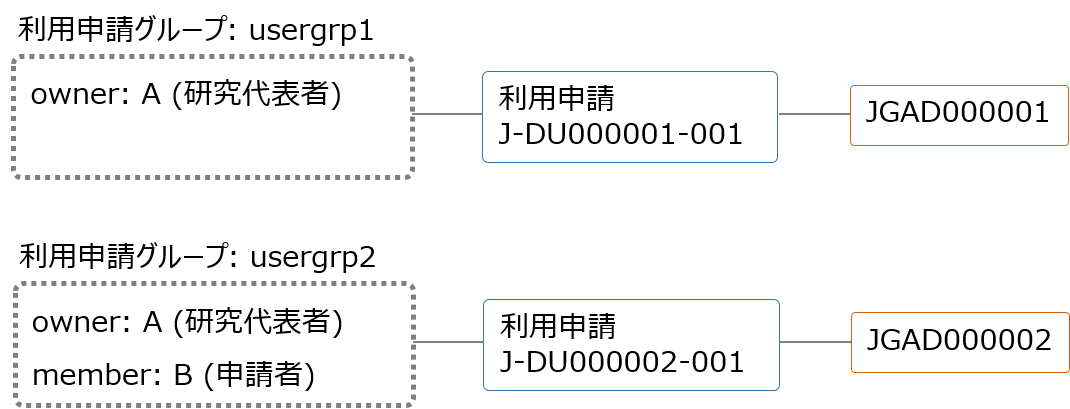 利用申請グループ: usergrp1
owner: A (研究代表者)
利用申請
J-DU000001-001
JGAD000001
利用申請グループ: usergrp2
owner: A (研究代表者)
member: B (申請者)
利用申請
J-DU000002-001
JGAD000002